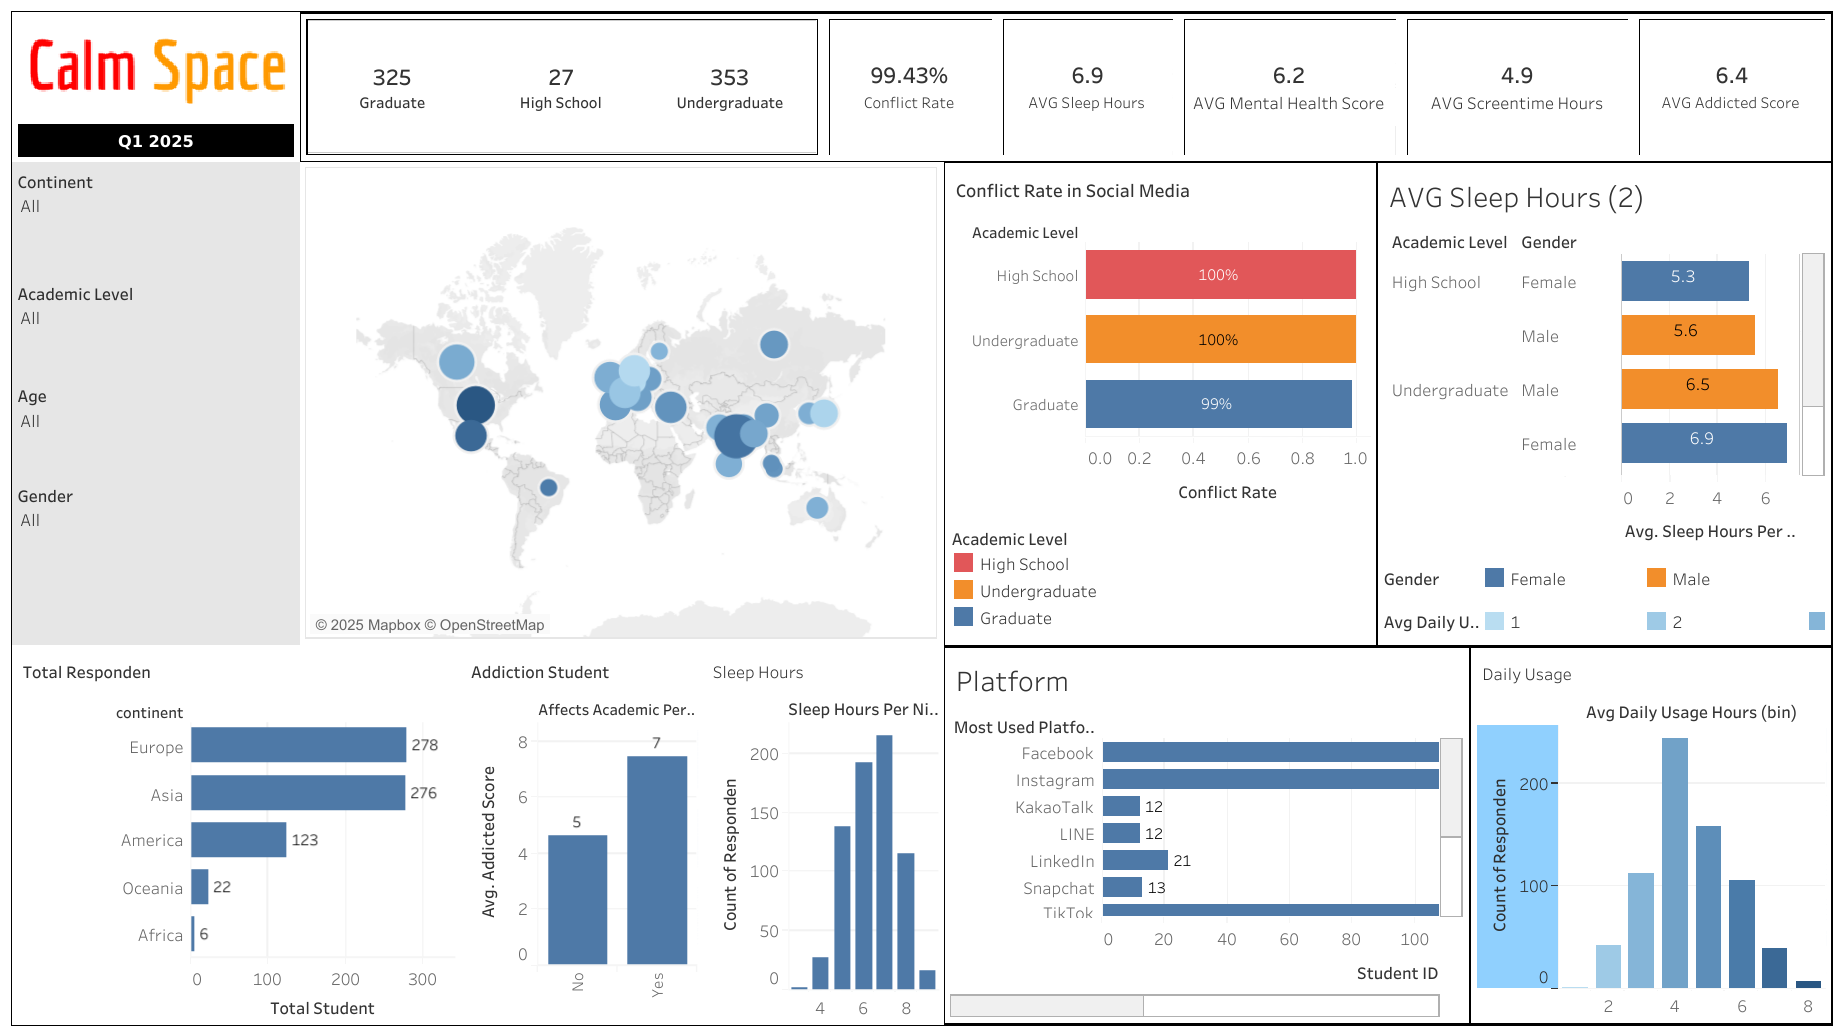 Calm Space
Q1 2025
325
Graduate
27
High School
353
Undergraduate
99.43%
Conflict Rate
6.9
AVG Sleep Hours
6.2
AVG Mental Health Score
4.9
AVG Screentime Hours
6.4
AVG Addicted Score
Continent
All
Academic Level
All
Age
All
Gender
All
© 2025 Mapbox © OpenStreetMap
Conflict Rate in Social Media
Academic Level
High School
100%
Undergraduate
100%
Graduate
99%
0.0 0.2 0.4 0.6 0.8 1.0
Conflict Rate
Academic Level
High School
Undergraduate
Graduate
AVG Sleep Hours (2)
Academic Level Gender
High School Female 5.3
Male 5.6
Undergraduate Male 6.5
Female 6.9
0 2 4 6
Avg. Sleep Hours Per ..
Gender Female Male
Avg Daily U.. 1 2
Total Responden
continent
Europe 278
Asia 276
America 123
Oceania 22
Africa 6
0 100 200 300
Total Student
Addiction Student
Affects Academic Per..
Avg. Addicted Score
8
6
4
2
0
5
7
No
Yes
Sleep Hours
Sleep Hours Per Ni..
Count of Responden
200
150
100
50
0
4 6 8
Platform
Most Used Platfo..
Facebook
Instagram
KakaoTalk 12
LINE 12
LinkedIn 21
Snapchat 13
TikTok
0 20 40 60 80 100
Student ID
Daily Usage
Avg Daily Usage Hours (bin)
Count of Responden
200
100
0
2 4 6 8